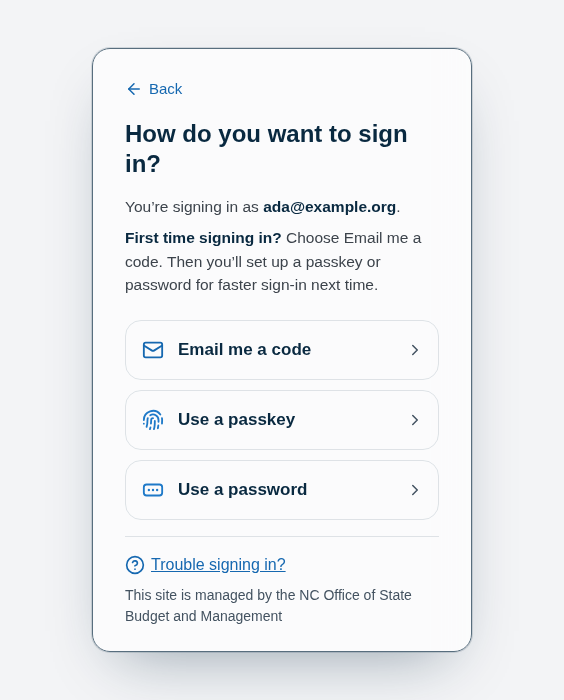 Back
How do you want to sign
in?
You’re signing in as ada@example.org.
First time signing in? Choose Email me a
code. Then you’ll set up a passkey or
password for faster sign-in next time.
Email me a code
Use a passkey
Use a password
Trouble signing in?
This site is managed by the NC Office of State
Budget and Management